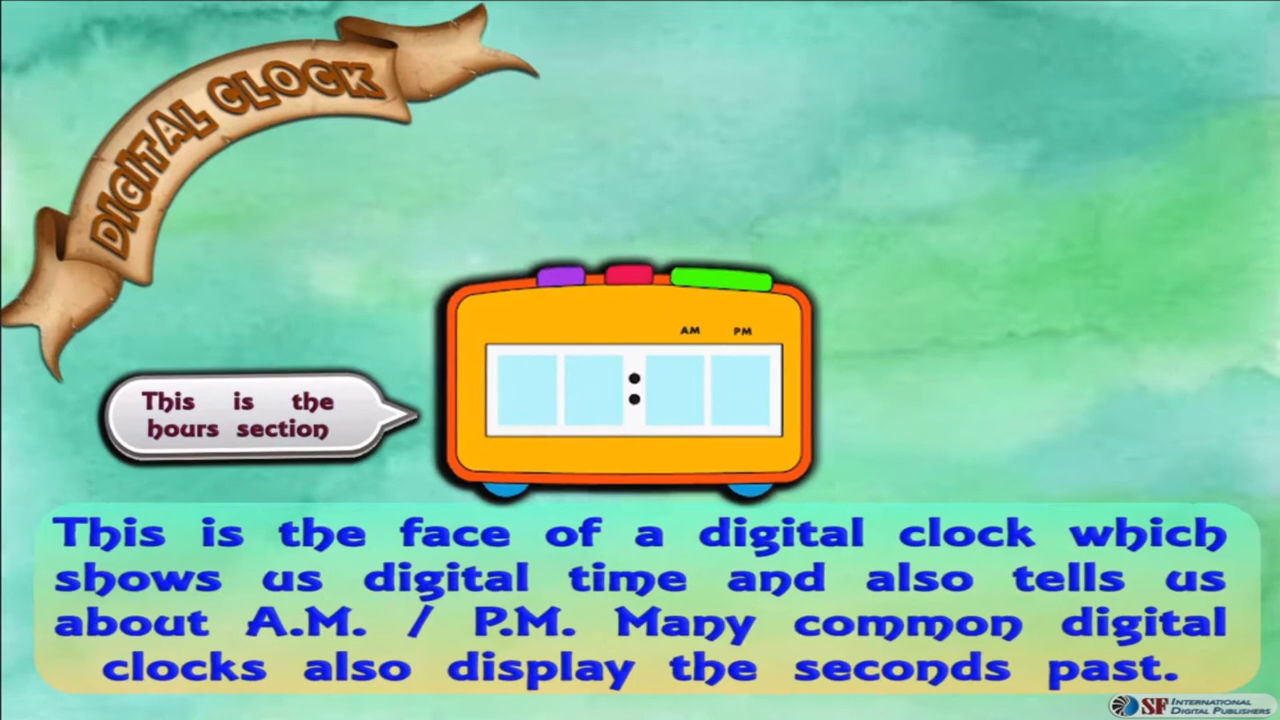 DIGITAL CLOCK
AM PM
:
This is the
hours section
This is the face of a digital clock which
shows us digital time and also tells us
about A.M. / P.M. Many common digital
clocks also display the seconds past.
SF INTERNATIONAL
DIGITAL PUBLISHERS